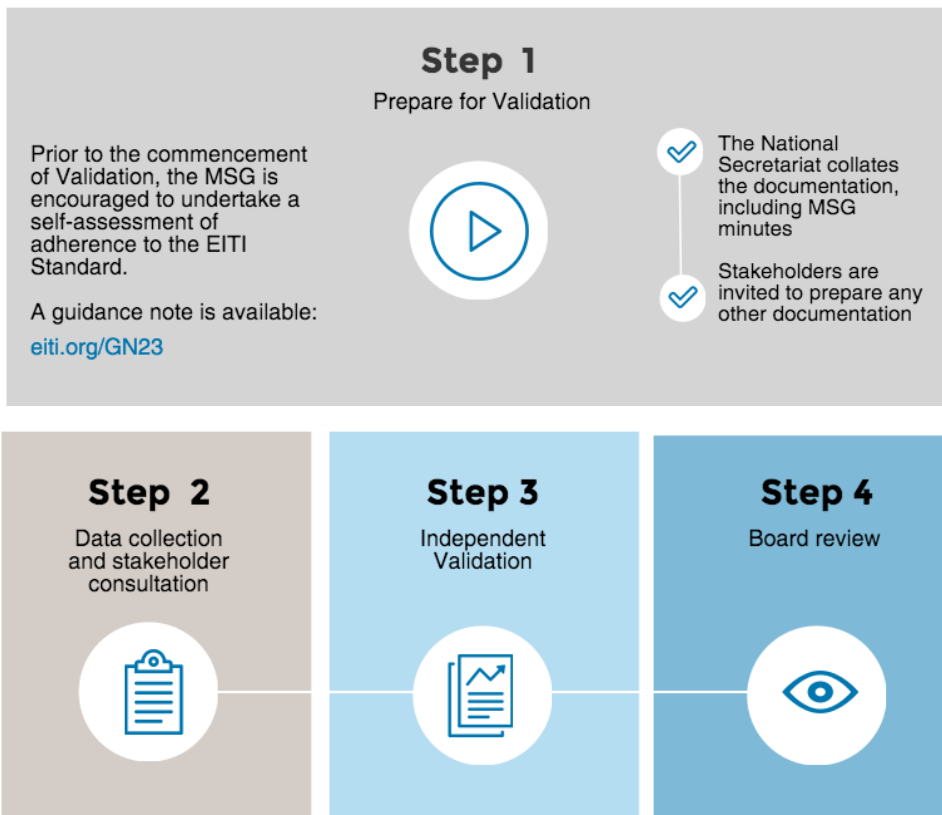 Step 1
Prepare for Validation
Prior to the commencement
of Validation, the MSG is
encouraged to undertake a
self-assessment of
adherence to the EITI
Standard.
A guidance note is available:
eiti.org/GN23
The National
Secretariat collates
the documentation,
including MSG
minutes
Stakeholders are
invited to prepare any
other documentation
Step 2
Data collection
and stakeholder
consultation
Step 3
Independent
Validation
Step 4
Board review